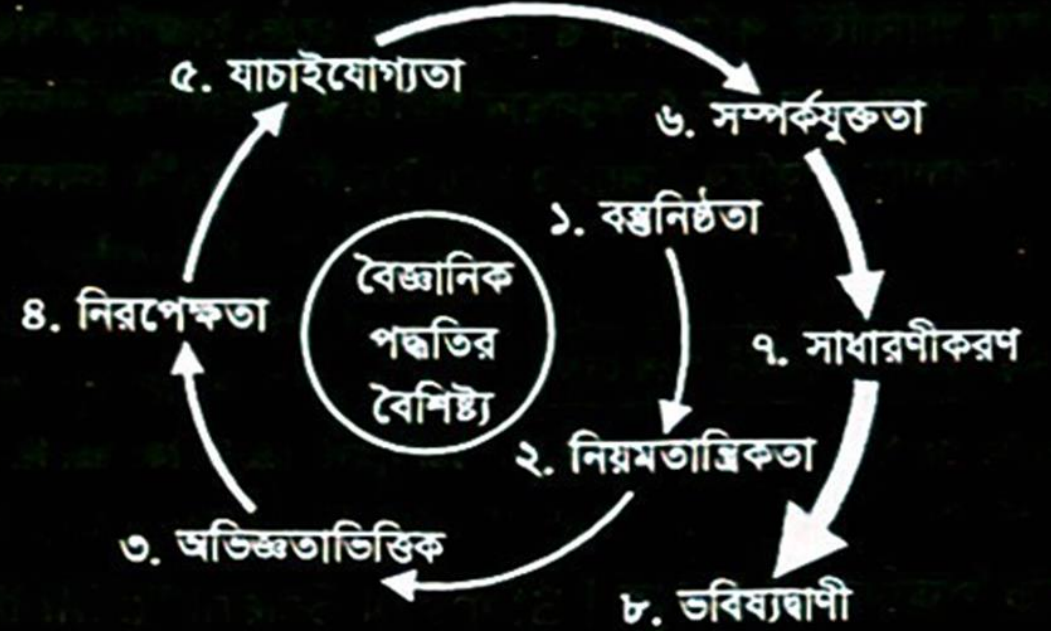 বৈজ্ঞানিক
পদ্ধতির
বৈশিষ্ট্য
১. বস্তুনিষ্ঠতা
২. নিয়মতান্ত্রিকতা
৩. অভিজ্ঞতাভিত্তিক
৪. নিরপেক্ষতা
৫. যাচাইযোগ্যতা
৬. সম্পর্কযুক্ততা
৭. সাধারণীকরণ
৮. ভবিষ্যদ্বাণী